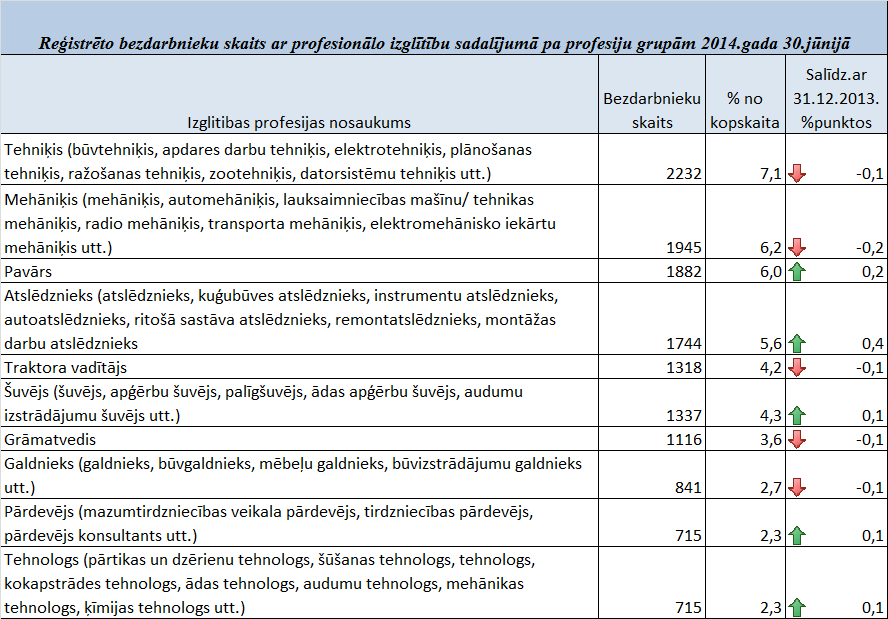 Reģistrēto bezdarbnieku skaits ar profesionālo izglītību sadalījumā pa profesiju grupām 2014.gada 30.jūnijā
Izglītības profesijas nosaukums
Bezdarbnieku
skaits
% no
kopskaita
Salīdz.ar
31.12.2013.
%punktos
Tehniķis (būvtehniķis, apdares darbu tehniķis, elektrotehniķis, plānošanas
tehniķis, ražošanas tehniķis, zootehniķis, datorsistēmu tehniķis utt.) 2232 7,1 -0,1
Mehāniķis (mehāniķis, automehāniķis, lauksaimniecības mašīnu/ tehnikas
mehāniķis, radio mehāniķis, transporta mehāniķis, elektromehānisko iekārtu
mehāniķis utt.) 1945 6,2 -0,2
Pavārs 1882 6,0 0,2
Atslēdznieks (atslēdznieks, kuģubūves atslēdznieks, instrumentu atslēdznieks,
autoatslēdznieks, ritošā sastāva atslēdznieks, remontatslēdznieks, montāžas
darbu atslēdznieks 1744 5,6 0,4
Traktora vadītājs 1318 4,2 -0,1
Šuvējs (šuvējs, apģērbu šuvējs, palīgšuvējs, ādas apģērbu šuvējs, audumu
izstrādājumu šuvējs utt.) 1337 4,3 0,1
Grāmatvedis 1116 3,6 -0,1
Galdnieks (galdnieks, būvgaldnieks, mēbeļu galdnieks, būvizstrādājumu galdnieks
utt.) 841 2,7 -0,1
Pārdevējs (mazumtirdzniecības veikala pārdevējs, tirdzniecības pārdevējs,
pārdevējs konsultants utt.) 715 2,3 0,1
Tehnologs (pārtikas un dzērienu tehnologs, šūšanas tehnologs, tehnologs,
kokapstrādes tehnologs, ādas tehnologs, audumu tehnologs, mehānikas
tehnologs, ķīmijas tehnologs utt.) 715 2,3 0,1